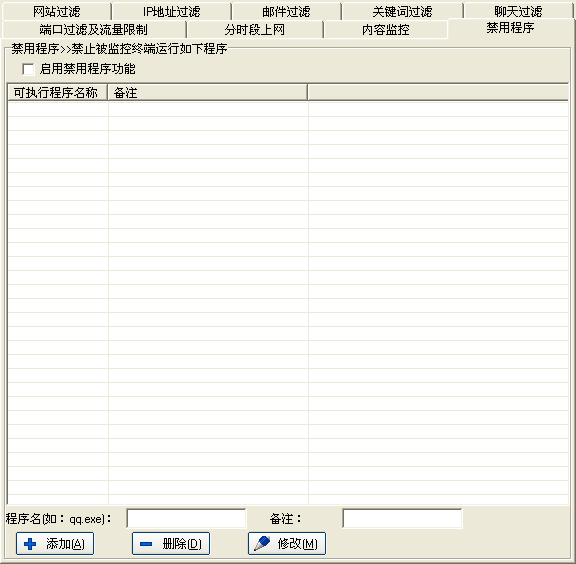 网站过滤 IP地址过滤 邮件过滤 关键词过滤 聊天过滤
端口过滤及流量限制 分时段上网 内容监控 禁用程序
禁用程序>>禁止被监控终端运行如下程序
启用禁用程序功能
可执行程序名称 备注
程序名(如：qq.exe)： 备注：
添加(A) 删除(D) 修改(M)